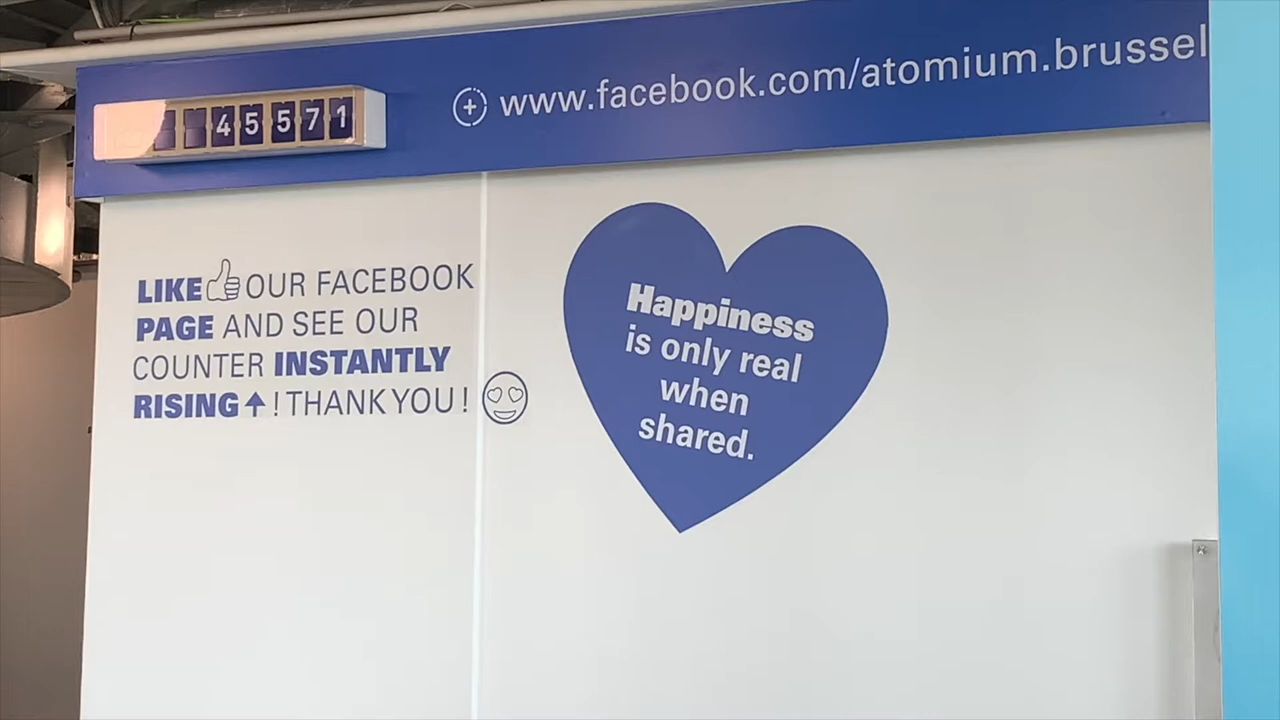 45571
www.facebook.com/atomium.brussel
LIKE OUR FACEBOOK
PAGE AND SEE OUR
COUNTER INSTANTLY
RISING ! THANK YOU !
Happiness
is only real
when
shared.